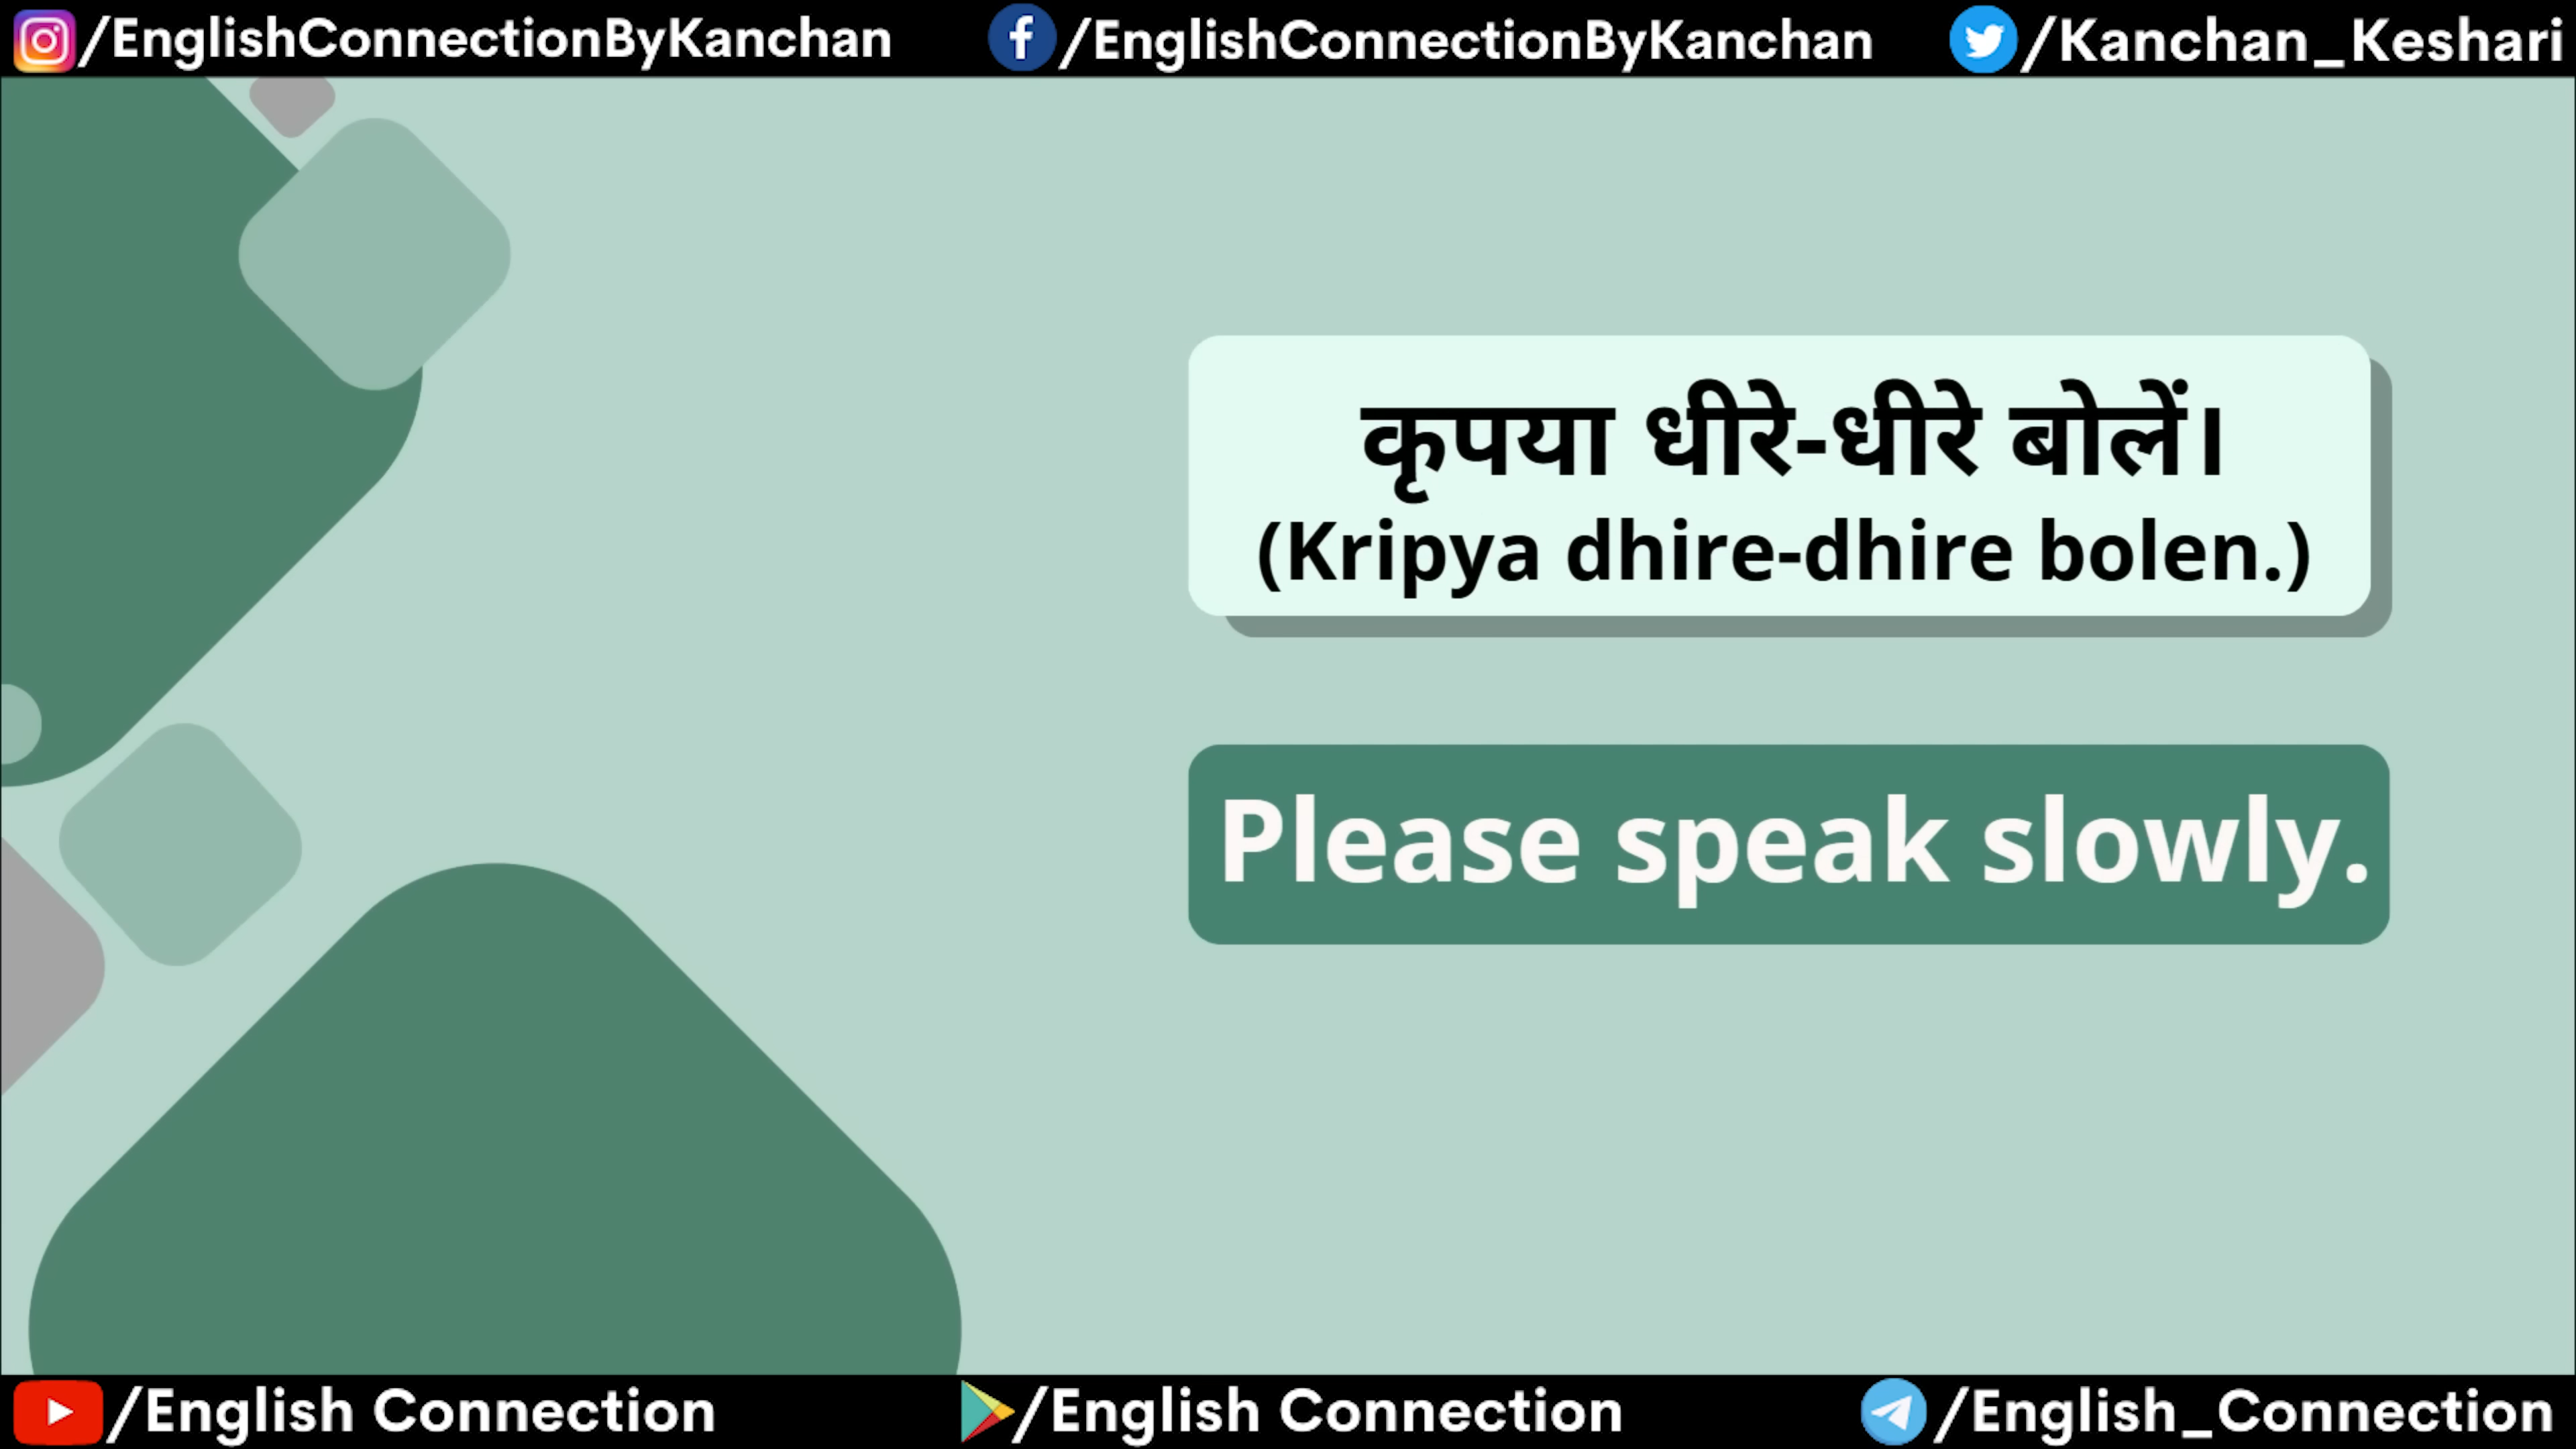 /EnglishConnectionByKanchan /EnglishConnectionByKanchan /Kanchan_Keshari
कृपया धीरे-धीरे बोलें।
(Kripya dhire-dhire bolen.)
Please speak slowly.
/English Connection /English Connection /English_Connection